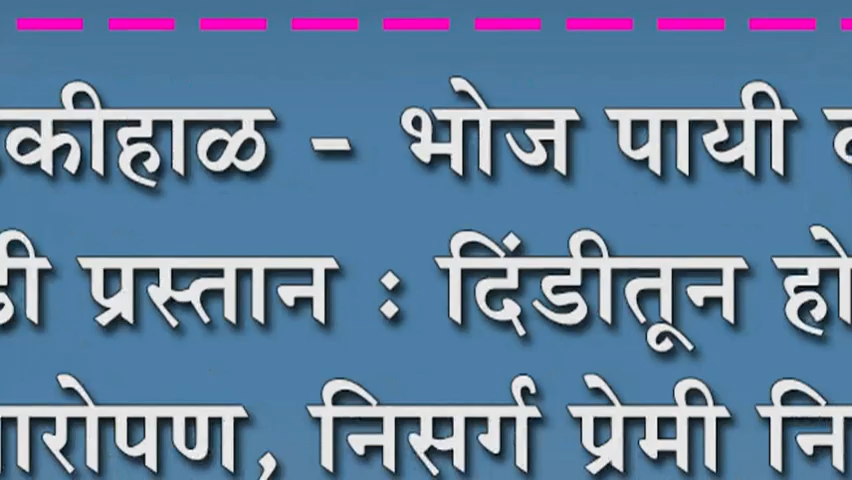 कीहाळ - भोज पायी
डी प्रस्तान : दिंडीतून हो
ारोपण, निसर्ग प्रेमी नि